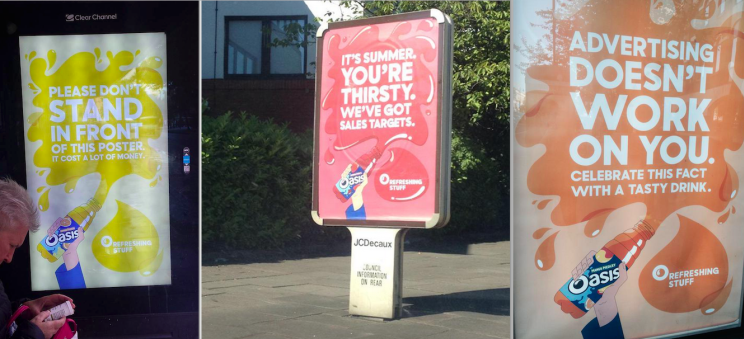 Clear Channel
PLEASE DON'T
STAND
IN FRONT
OF THIS POSTER.
IT COST A LOT OF MONEY.
Oasis
REFRESHING
STUFF
IT'S SUMMER.
YOU'RE
THIRSTY.
WE'VE GOT
SALES TARGETS.
Oasis
REFRESHING
STUFF
JCDecaux
COUNCIL
INFORMATION
ON REAR
ADVERTISING
DOESN'T
WORK
ON YOU.
CELEBRATE THIS FACT
WITH A TASTY DRINK.
Oasis
REFRESHING
STUFF